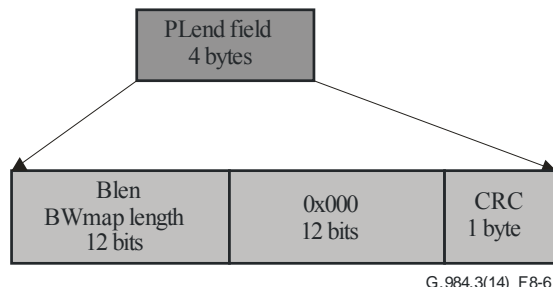 PLend field
4 bytes
Blen
BWmap length
12 bits
0x000
12 bits
CRC
1 byte
G.984.3(14)_F8-6